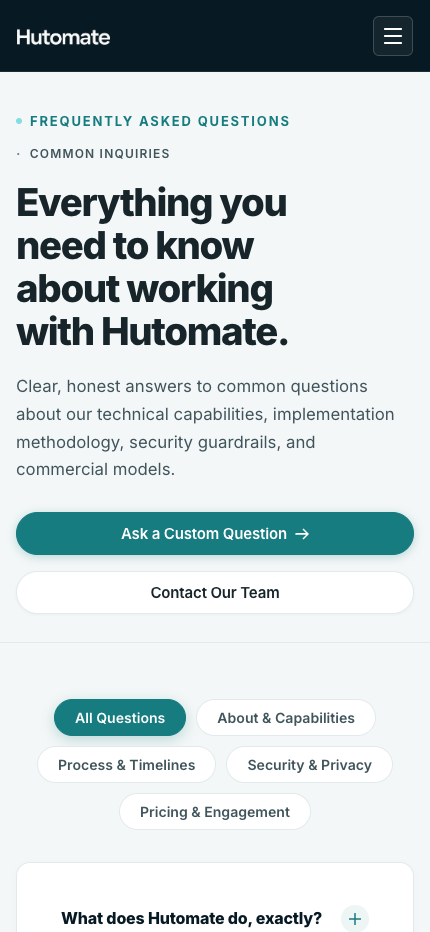 Hutomate
FREQUENTLY ASKED QUESTIONS
· COMMON INQUIRIES
Everything you
need to know
about working
with Hutomate.
Clear, honest answers to common questions
about our technical capabilities, implementation
methodology, security guardrails, and
commercial models.
Ask a Custom Question →
Contact Our Team
All Questions
About & Capabilities
Process & Timelines
Security & Privacy
Pricing & Engagement
What does Hutomate do, exactly?